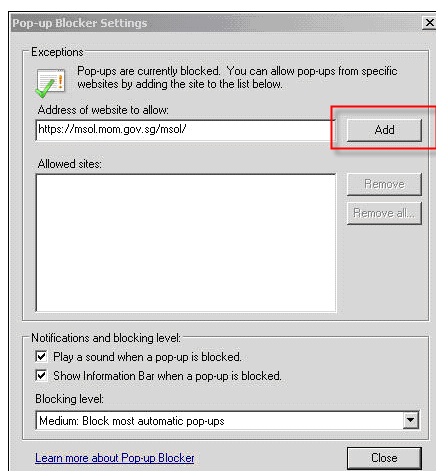 Pop-up Blocker Settings
Exceptions
Pop-ups are currently blocked. You can allow pop-ups from specific
websites by adding the site to the list below.
Address of website to allow:
https://msol.mom.gov.sg/msol/
Add
Allowed sites:
Remove
Remove all...
Notifications and blocking level:
Play a sound when a pop-up is blocked.
Show Information Bar when a pop-up is blocked.
Blocking level:
Medium: Block most automatic pop-ups
Learn more about Pop-up Blocker
Close